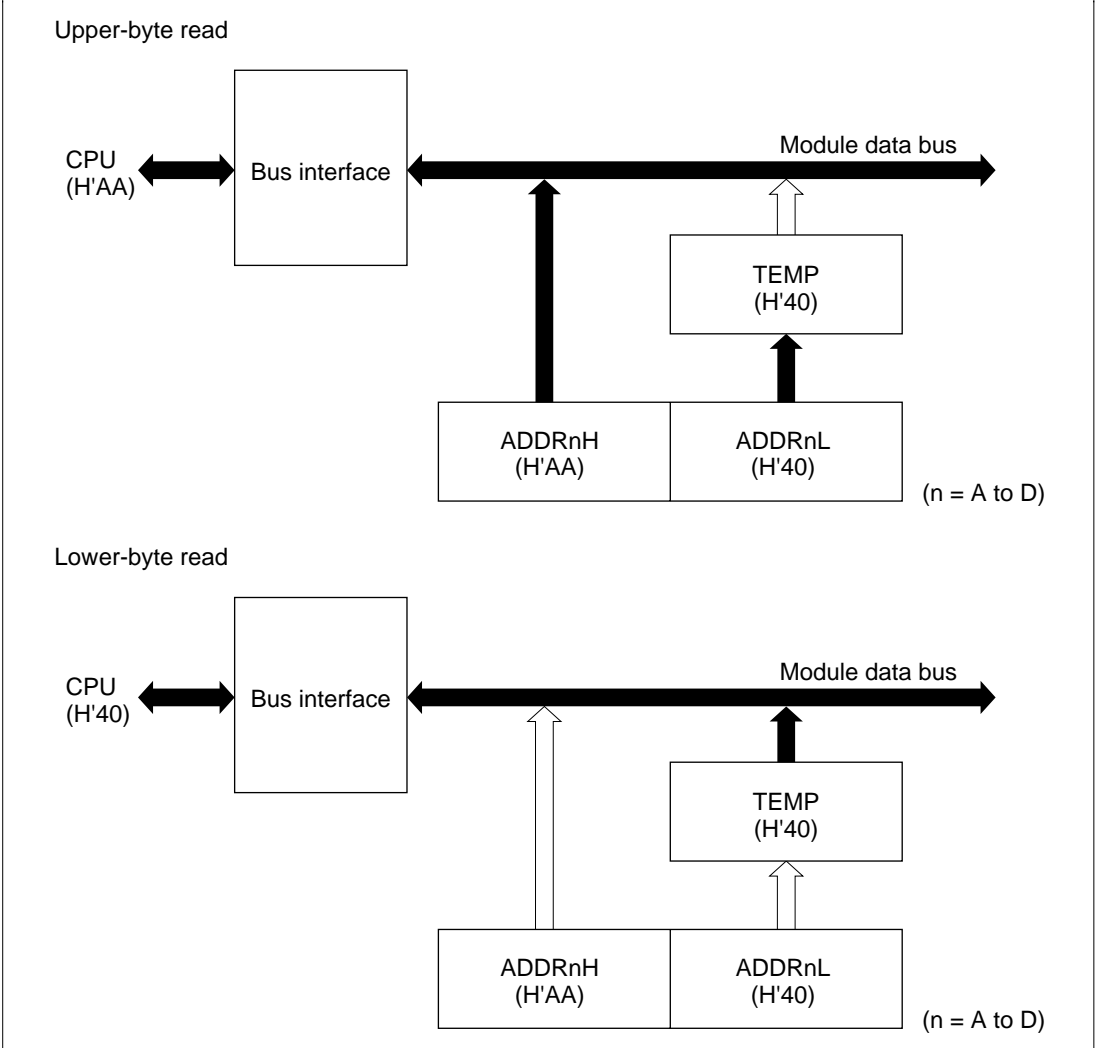 Upper-byte read
Module data bus
CPU
(H'AA)
Bus interface
TEMP
(H'40)
ADDRnH
(H'AA)
ADDRnL
(H'40)
(n = A to D)
Lower-byte read
Module data bus
CPU
(H'40)
Bus interface
TEMP
(H'40)
ADDRnH
(H'AA)
ADDRnL
(H'40)
(n = A to D)